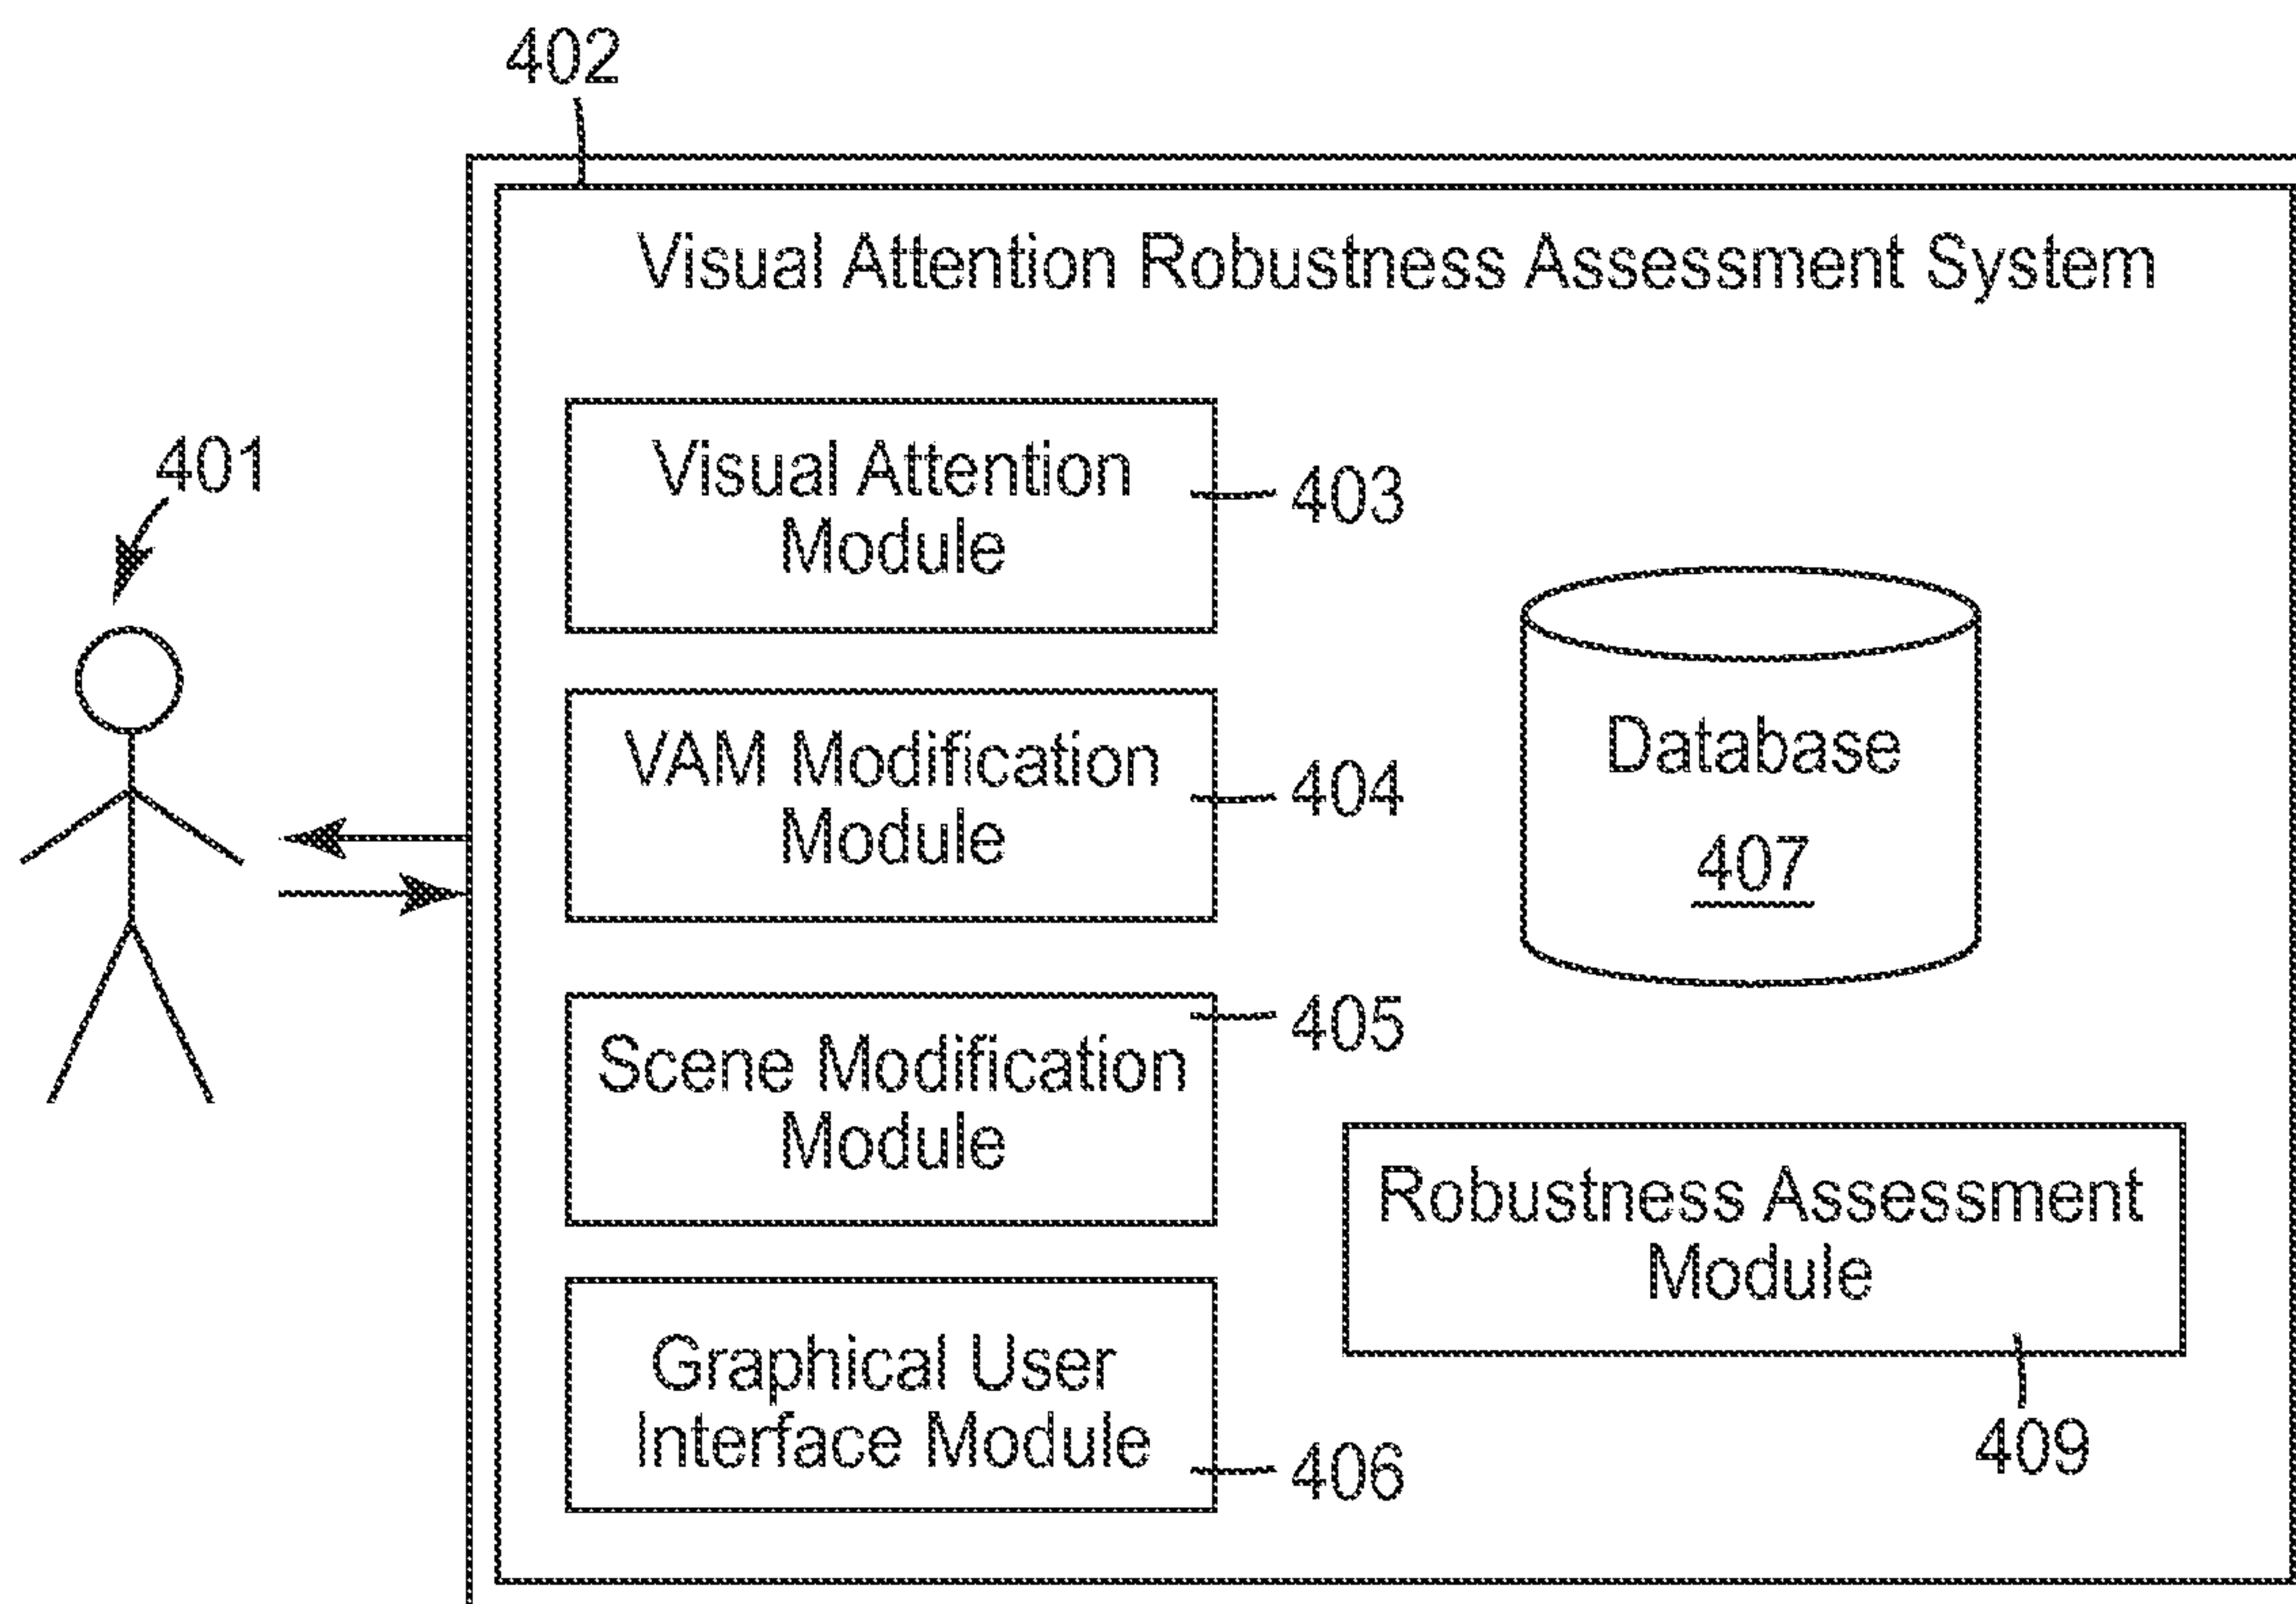 402
Visual Attention Robustness Assessment System
401
Visual Attention
Module
403
VAM Modification
Module
404
Database
407
Scene Modification
Module
405
Robustness Assessment
Module
409
Graphical User
Interface Module
406